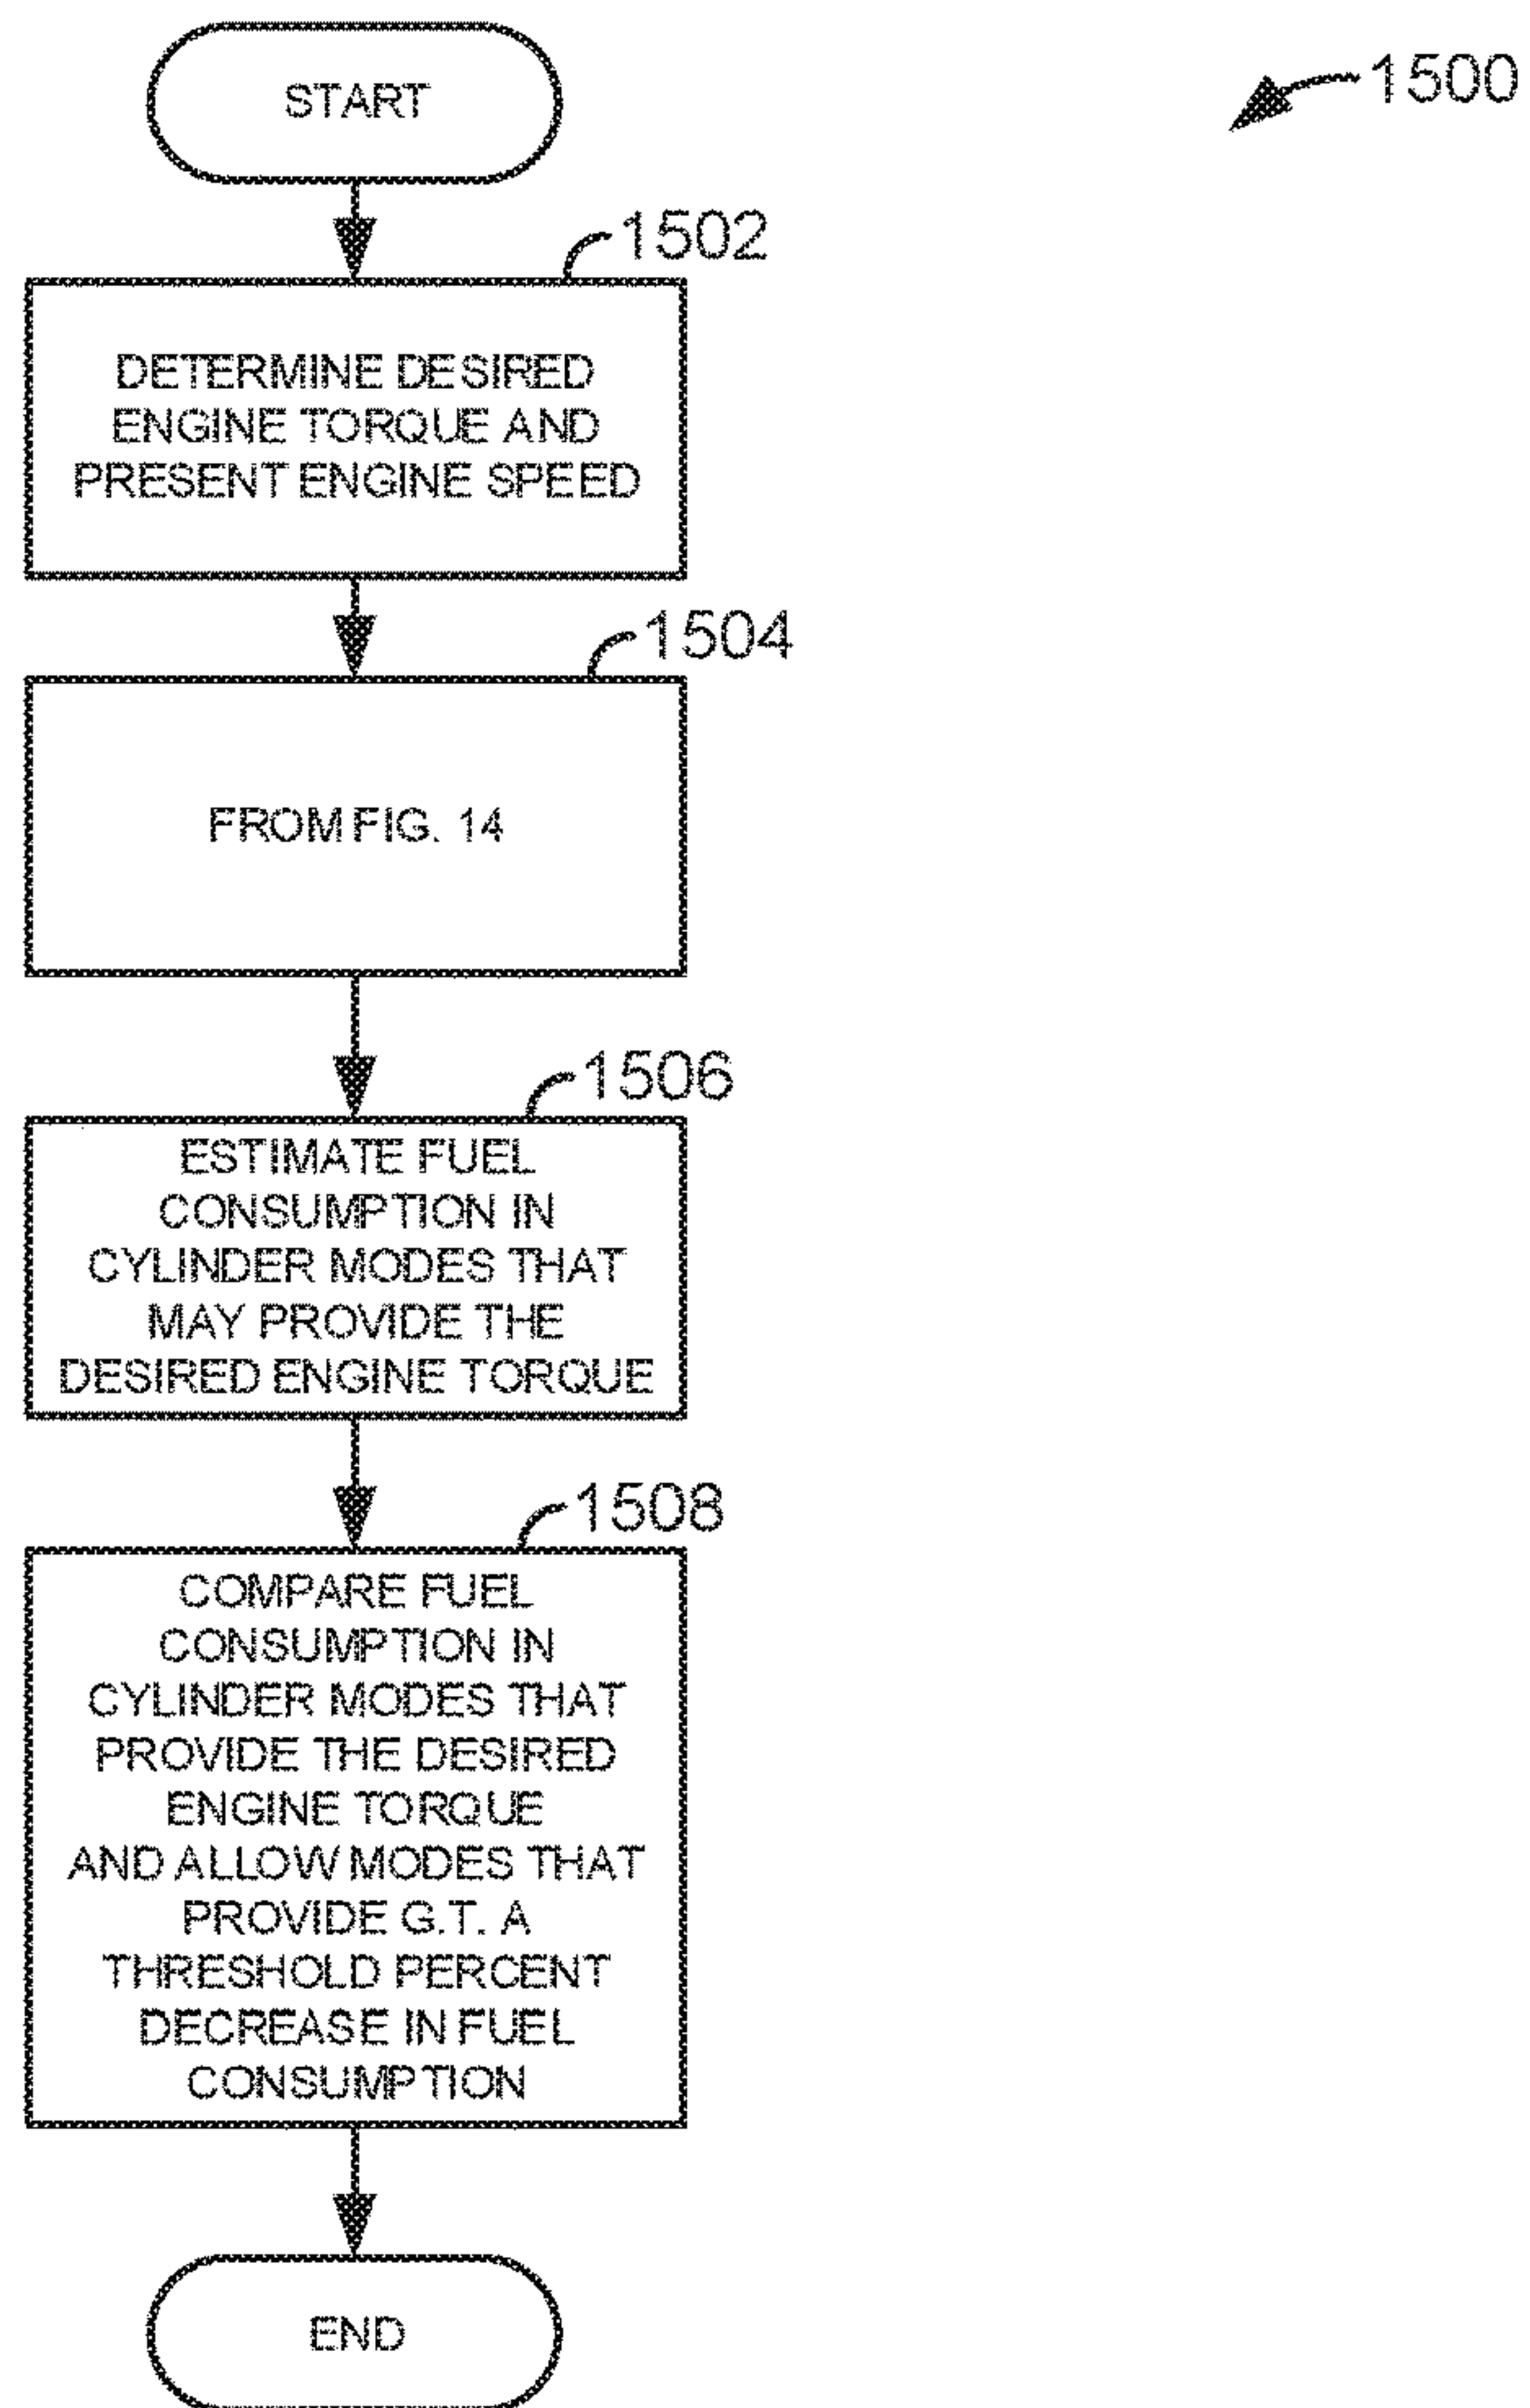 START
1500
1502
DETERMINE DESIRED
ENGINE TORQUE AND
PRESENT ENGINE SPEED
1504
FROM FIG. 14
1506
ESTIMATE FUEL
CONSUMPTION IN
CYLINDER MODES THAT
MAY PROVIDE THE
DESIRED ENGINE TORQUE
1508
COMPARE FUEL
CONSUMPTION IN
CYLINDER MODES THAT
PROVIDE THE DESIRED
ENGINE TORQUE
AND ALLOW MODES THAT
PROVIDE G.T. A
THRESHOLD PERCENT
DECREASE IN FUEL
CONSUMPTION
END